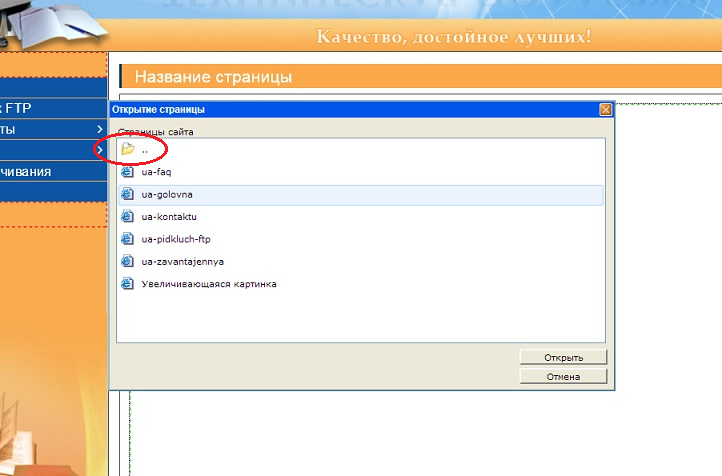 Качество, достойное лучших!
Название страницы
FTP
ты
чивания
Открытие страницы
Страницы сайта
..
ua-faq
ua-golovna
ua-kontaktu
ua-pidkluch-ftp
ua-zavantajennya
Увеличивающаяся картинка
Открыть
Отмена